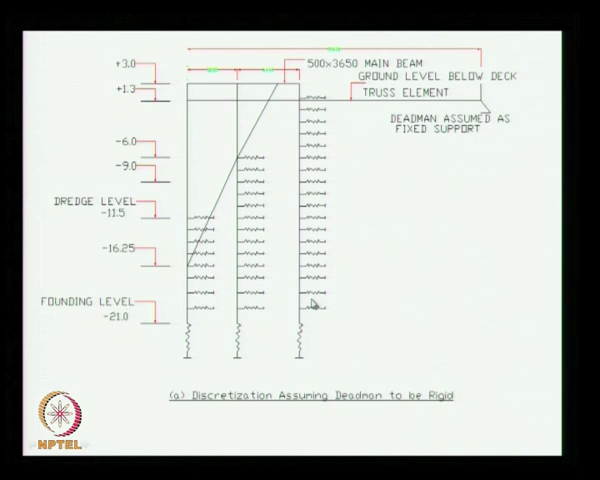 +3.0
500×3650 MAIN BEAM
GROUND LEVEL BELOW DECK
+1.3
TRUSS ELEMENT
DEADMAN ASSUMED AS
FIXED SUPPORT
-6.0
-9.0
DREDGE LEVEL
-11.5
-16.25
FOUNDING LEVEL
-21.0
(a) Discretization Assuming Deadman to be Rigid
NPTEL